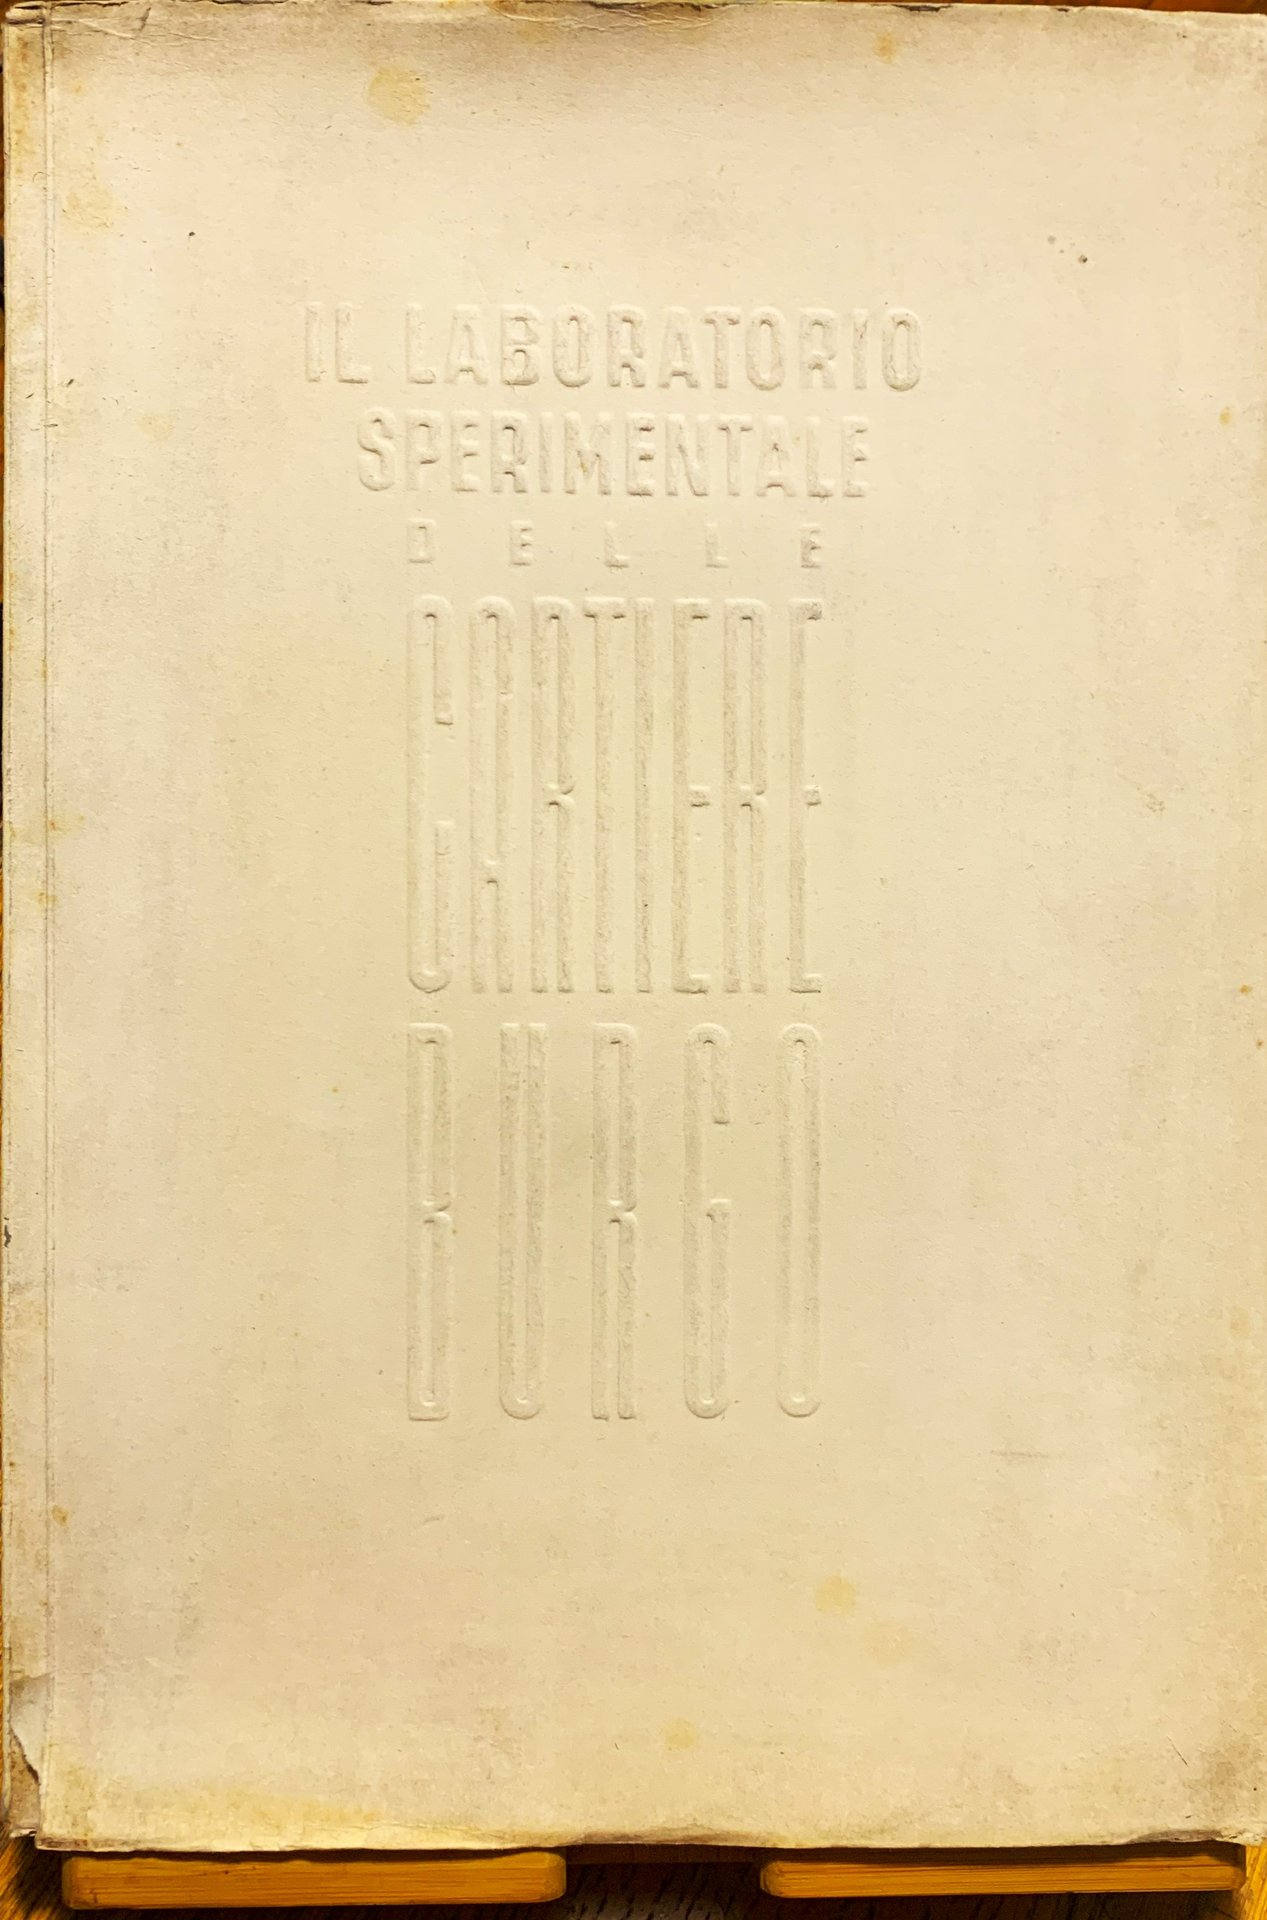 IL LABORATORIO
SPERIMENTALE
DELLE
CARTIERE
BURGO